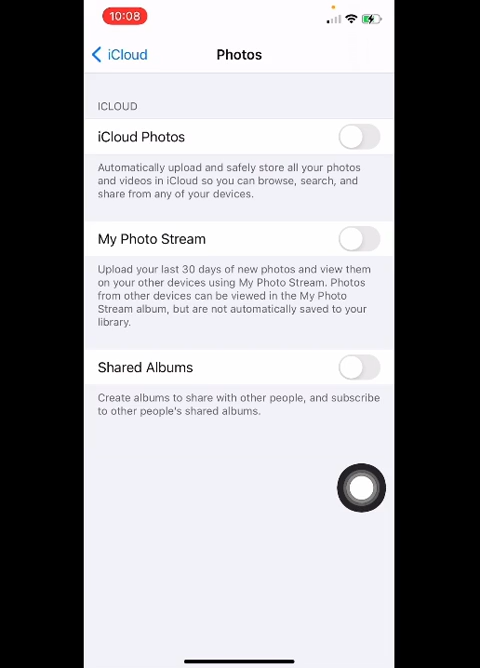 10:08
iCloud
Photos
ICLOUD
iCloud Photos
Automatically upload and safely store all your photos
and videos in iCloud so you can browse, search, and
share from any of your devices.
My Photo Stream
Upload your last 30 days of new photos and view them
on your other devices using My Photo Stream. Photos
from other devices can be viewed in the My Photo
Stream album, but are not automatically saved to your
library.
Shared Albums
Create albums to share with other people, and subscribe
to other people's shared albums.